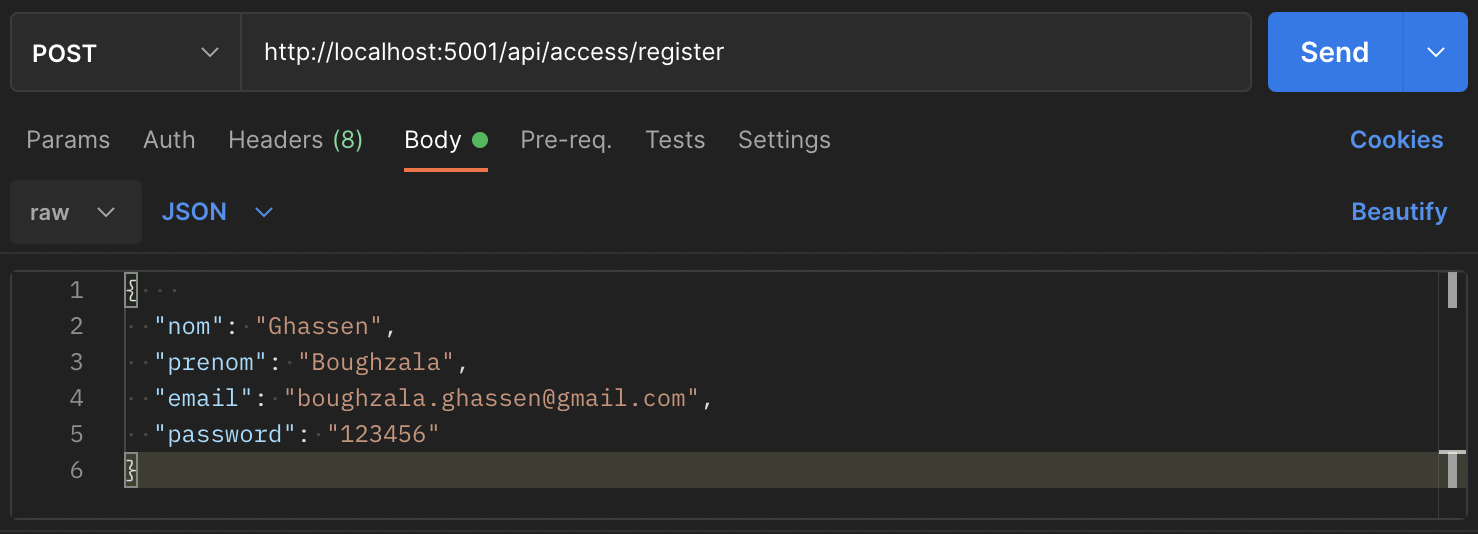 POST http://localhost:5001/api/access/register Send
Params Auth Headers (8) Body Pre-req. Tests Settings Cookies
raw JSON Beautify
1 {
2 "nom": "Ghassen",
3 "prenom": "Boughzala",
4 "email": "boughzala.ghassen@gmail.com",
5 "password": "123456"
6 }